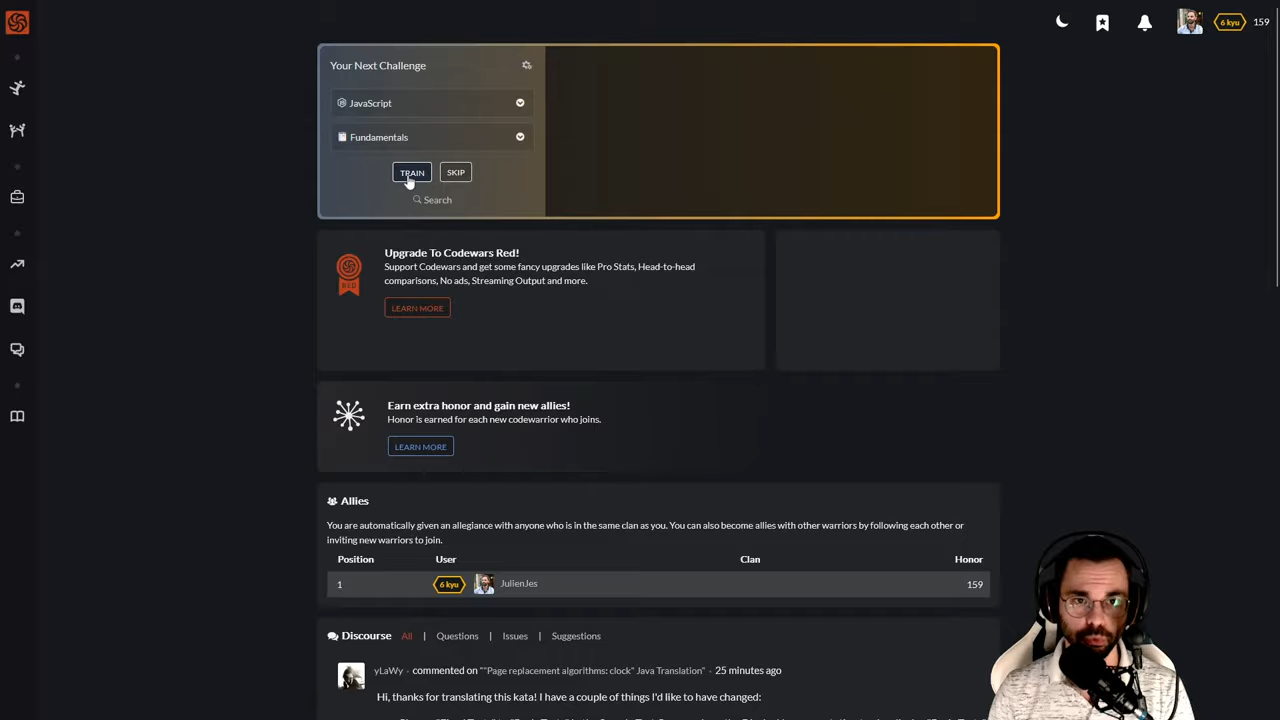 6 kyu 159
Your Next Challenge
JavaScript
Fundamentals
TRAIN SKIP
Search
Upgrade To Codewars Red!
Support Codewars and get some fancy upgrades like Pro Stats, Head-to-head
comparisons, No ads, Streaming Output and more.
RED
LEARN MORE
Earn extra honor and gain new allies!
Honor is earned for each new codewarrior who joins.
LEARN MORE
Allies
You are automatically given an allegiance with anyone who is in the same clan as you. You can also become allies with other warriors by following each other or
inviting new warriors to join.
Position User Clan Honor
1 6 kyu JulienJes 159
Discourse All | Questions | Issues | Suggestions
yLaWy · commented on ""Page replacement algorithms: clock" Java Translation" · 25 minutes ago
Hi, thanks for translating this kata! I have a couple of things I'd like to have changed: